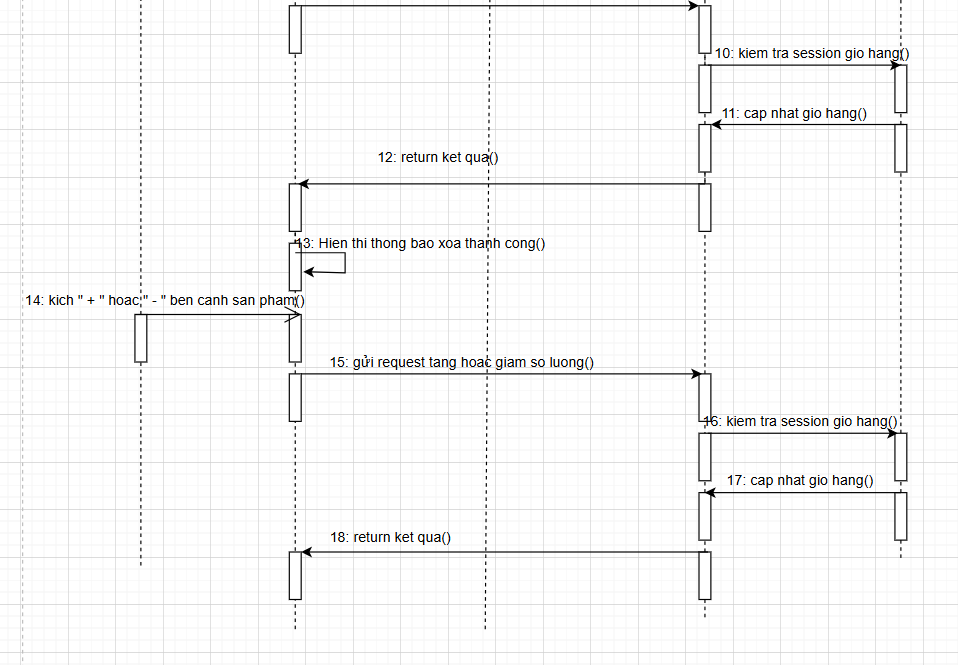 10: kiem tra session gio hang()
11: cap nhat gio hang()
12: return ket qua()
13: Hien thi thong bao xoa thanh cong()
14: kich " + " hoac " - " ben canh san pham()
15: gửi request tang hoac giam so luong()
16: kiem tra session gio hang()
17: cap nhat gio hang()
18: return ket qua()